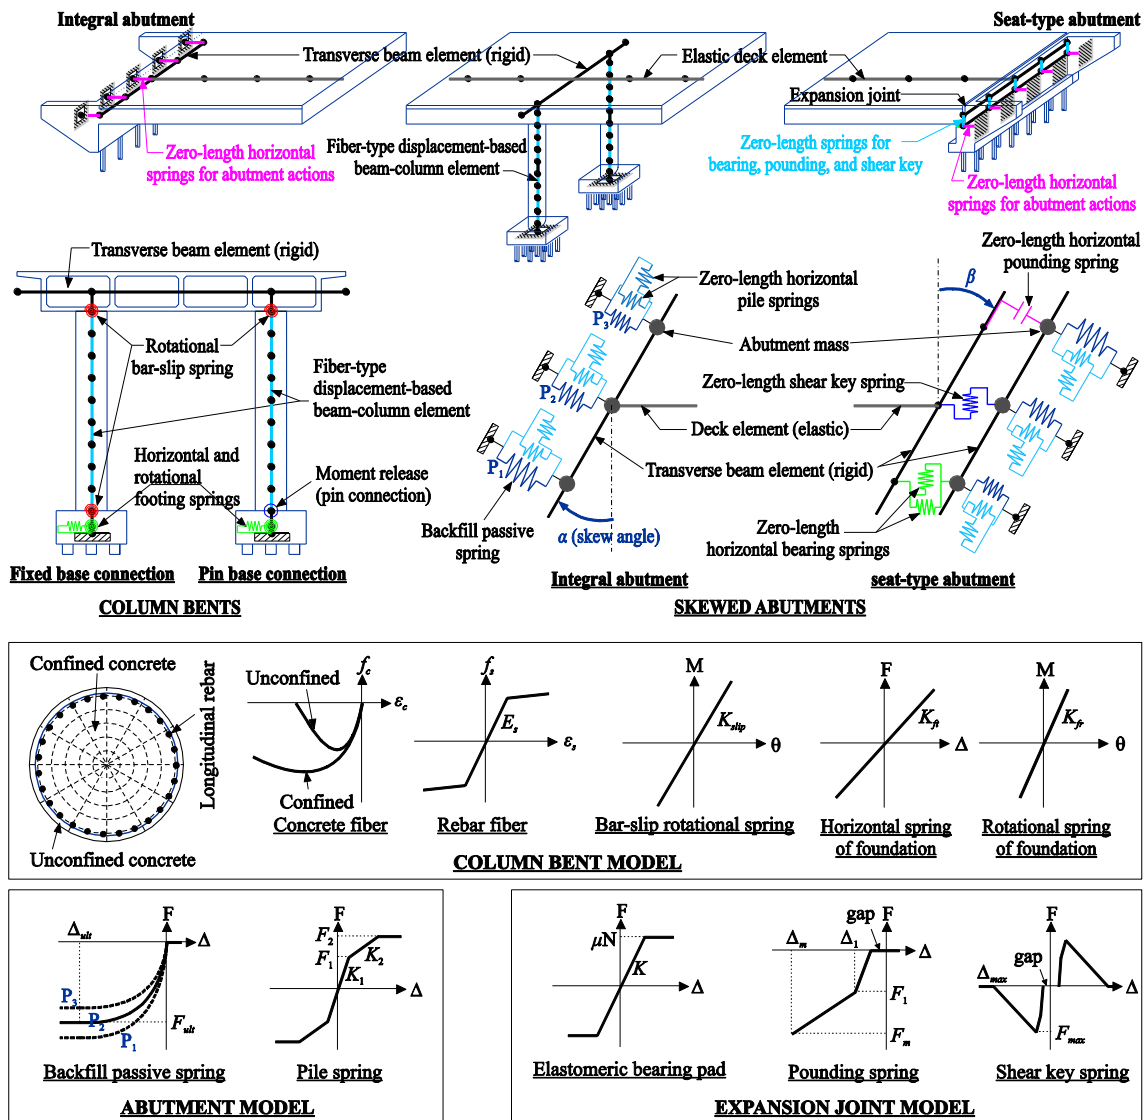 Integral abutment
Transverse beam element (rigid)
Elastic deck element
Seat-type abutment
Expansion joint
Zero-length horizontal
springs for abutment actions
Fiber-type displacement-based
beam-column element
Zero-length springs for
bearing, pounding, and shear key
Zero-length horizontal
springs for abutment actions
Transverse beam element (rigid)
Rotational
bar-slip spring
Fiber-type
displacement-based
beam-column element
Horizontal and
rotational
footing springs
Moment release
(pin connection)
Fixed base connection
Pin base connection
COLUMN BENTS
Zero-length horizontal
pile springs
P3
P2
P1
Abutment mass
Zero-length horizontal
pounding spring
β
Zero-length shear key spring
Deck element (elastic)
Transverse beam element (rigid)
Backfill passive
spring
α (skew angle)
Zero-length
horizontal bearing springs
Integral abutment
seat-type abutment
SKEWED ABUTMENTS
Confined concrete
Longitudinal rebar
Unconfined concrete
Unconfined
fc
εc
Confined
Concrete fiber
fs
Es
εs
Rebar fiber
M
Kslip
θ
Bar-slip rotational spring
F
Kft
Δ
Horizontal spring
of foundation
M
Kfr
θ
Rotational spring
of foundation
COLUMN BENT MODEL
Δult
F
Δ
P3
P2
P1
Fult
Backfill passive spring
F
F2
F1
K2
K1
Δ
Pile spring
ABUTMENT MODEL
F
μN
K
Δ
Elastomeric bearing pad
gap
F
Δm
Δ1
Δ
F1
Fm
Pounding spring
F
gap
Δmax
Δ
Fmax
Shear key spring
EXPANSION JOINT MODEL